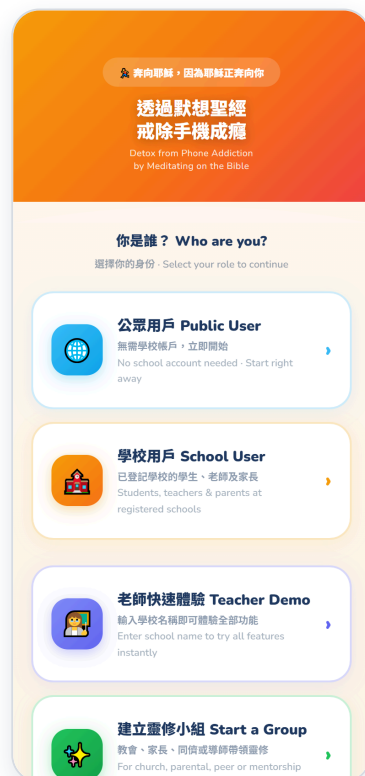 奔向耶穌，因為耶穌正奔向你
透過默想聖經
戒除手機成癮
Detox from Phone Addiction
by Meditating on the Bible
你是誰？ Who are you?
選擇你的身份 · Select your role to continue
公眾用戶 Public User
無需學校帳戶，立即開始
No school account needed · Start right
away
›
學校用戶 School User
已登記學校的學生、老師及家長
Students, teachers & parents at
registered schools
›
老師快速體驗 Teacher Demo
輸入學校名稱即可體驗全部功能
Enter school name to try all features
instantly
›
建立靈修小組 Start a Group
教會、家長、同儕或導師帶領靈修
For church, parental, peer or mentorship
›